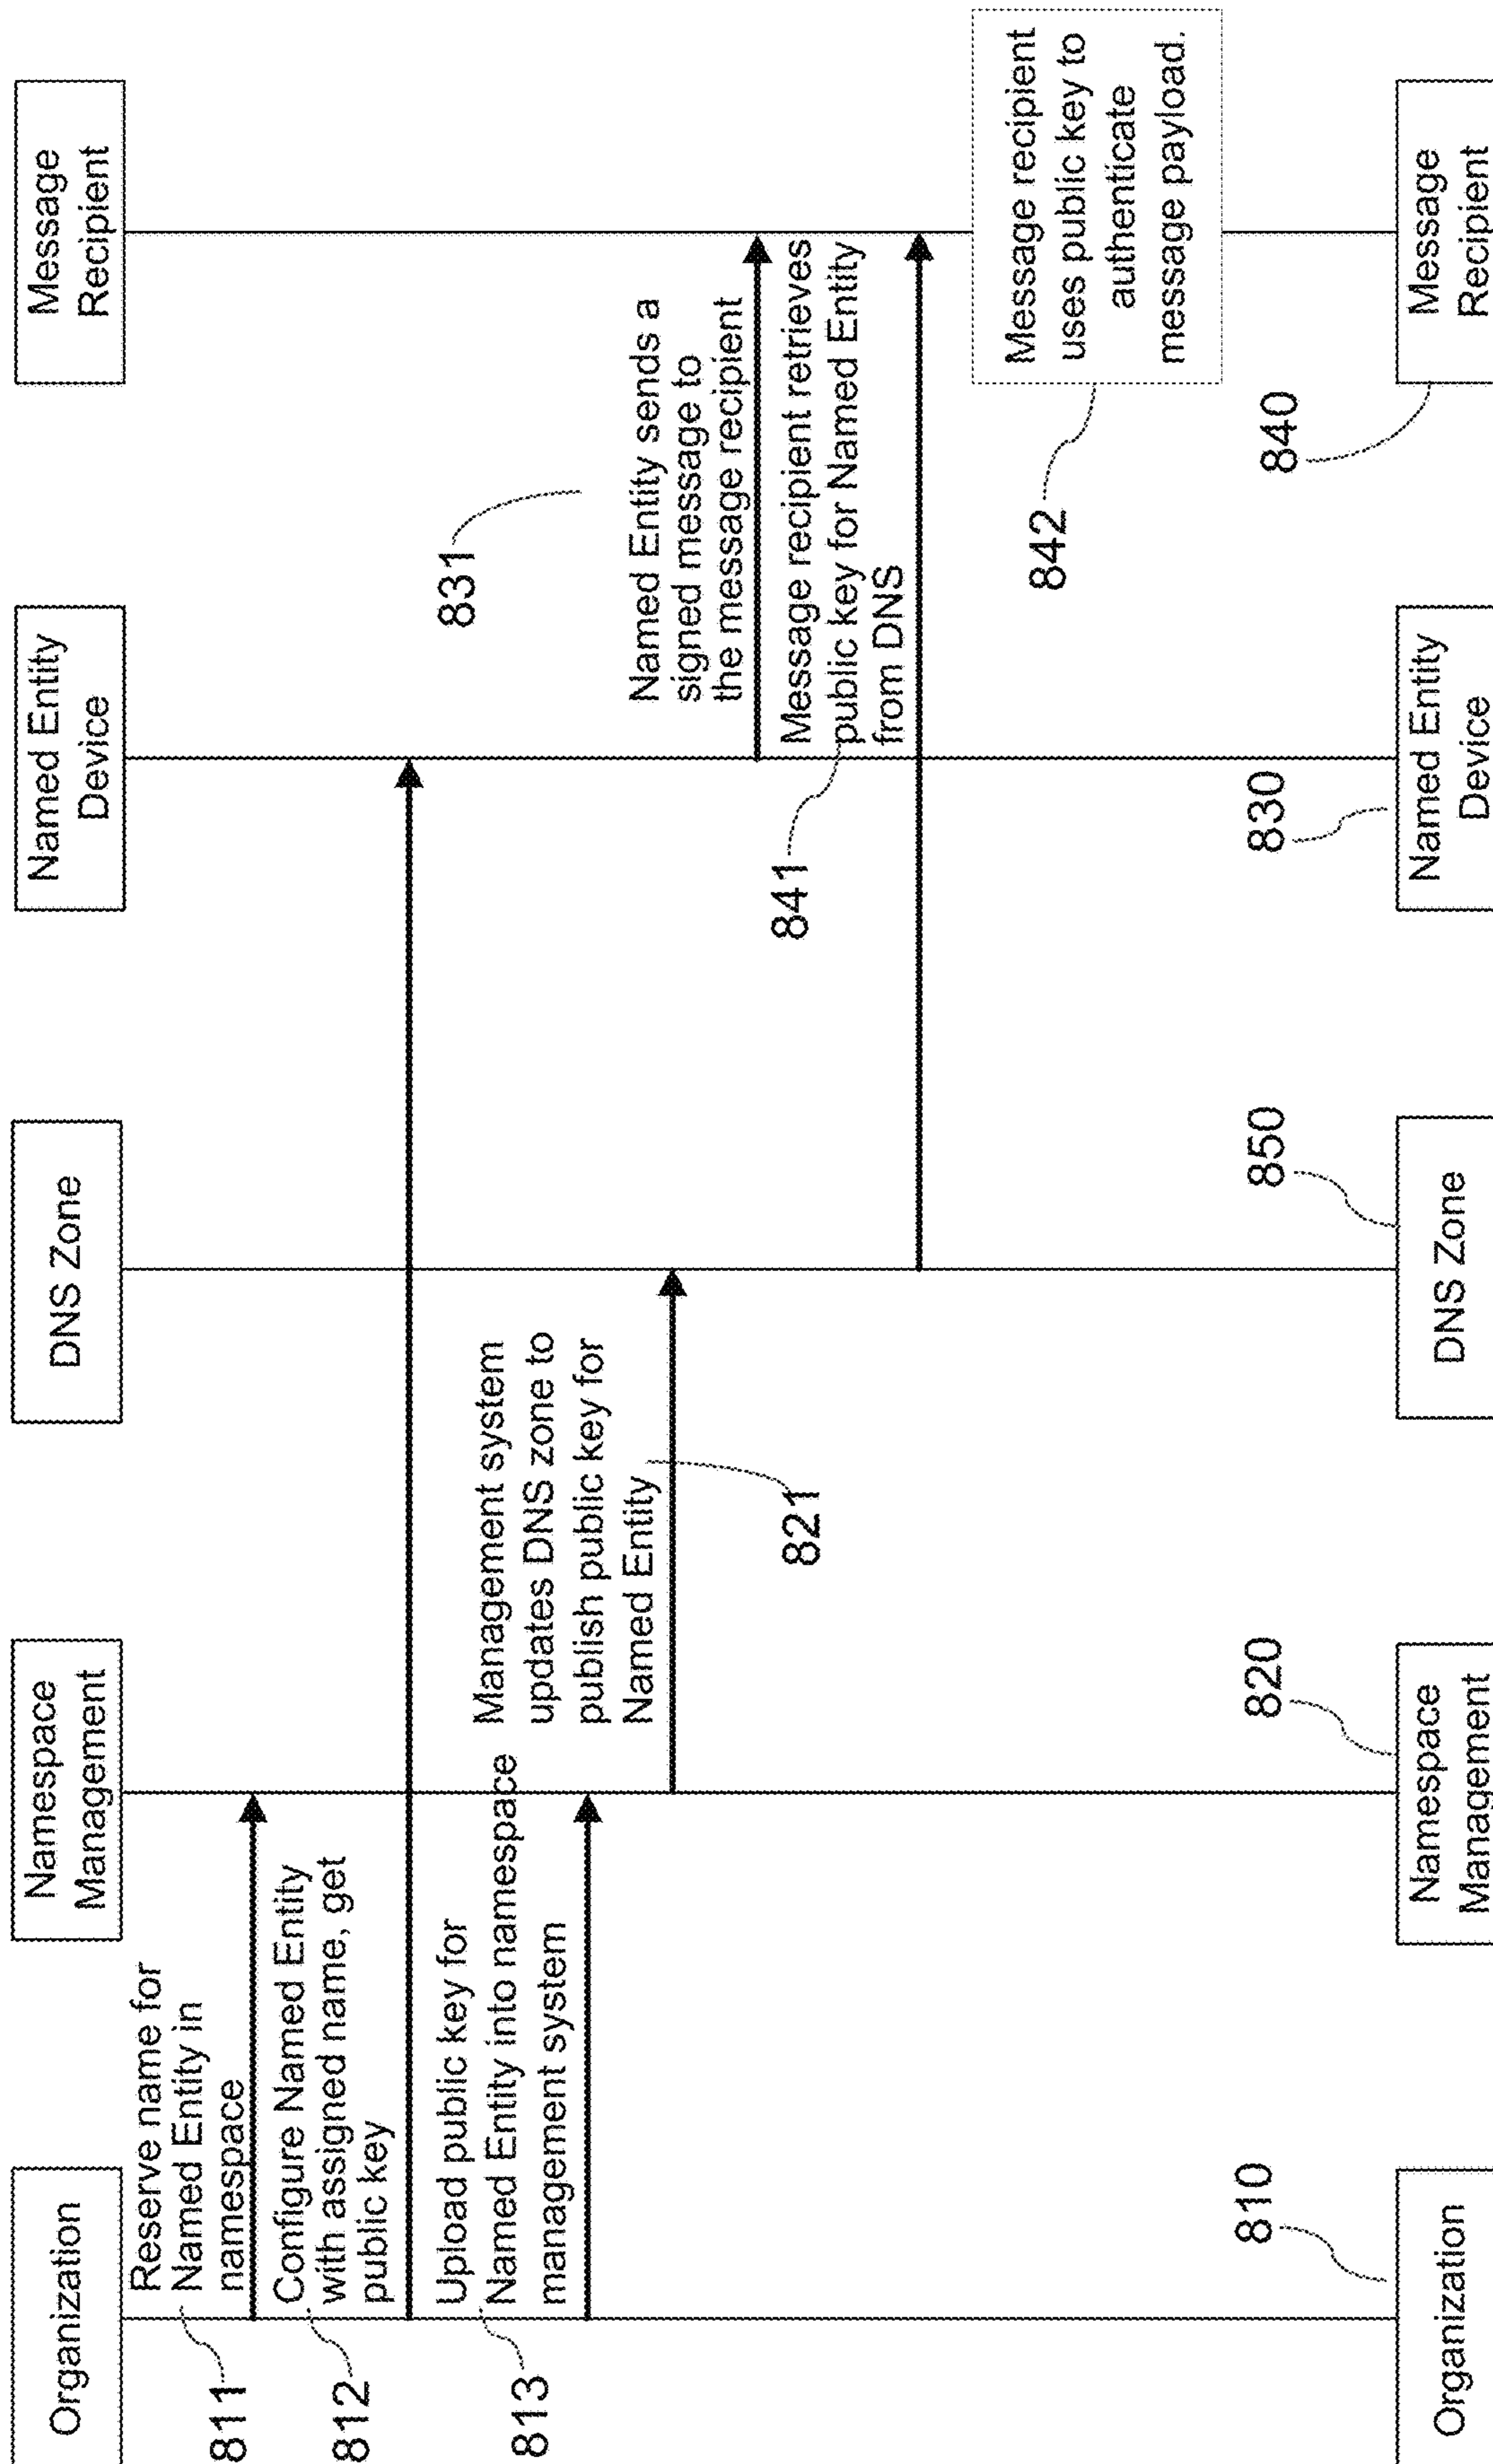 Organization
Namespace
Management
DNS Zone
Named Entity
Device
Message
Recipient
811
Reserve name for
Named Entity in
namespace
812
Configure Named Entity
with assigned name, get
public key
813
Upload public key for
Named Entity into namespace
management system
Management system
updates DNS zone to
publish public key for
Named Entity
821
831
Named Entity sends a
signed message to
the message recipient
841
Message recipient retrieves
public key for Named Entity
from DNS
842
Message recipient
uses public key to
authenticate
message payload.
810
820
850
830
840
Organization
Namespace
Management
DNS Zone
Named Entity
Device
Message
Recipient